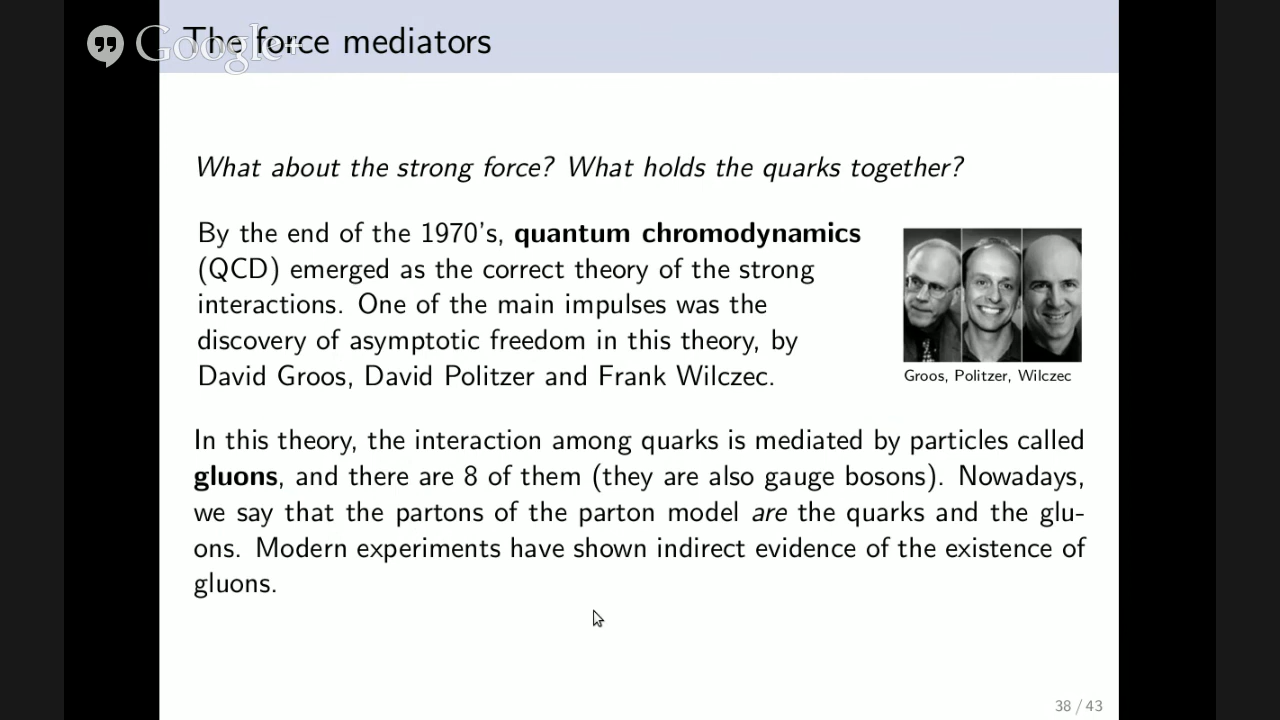 The force mediators
Google+
What about the strong force? What holds the quarks together?
By the end of the 1970's, quantum chromodynamics
(QCD) emerged as the correct theory of the strong
interactions. One of the main impulses was the
discovery of asymptotic freedom in this theory, by
David Groos, David Politzer and Frank Wilczec.
Groos, Politzer, Wilczec
In this theory, the interaction among quarks is mediated by particles called
gluons, and there are 8 of them (they are also gauge bosons). Nowadays,
we say that the partons of the parton model are the quarks and the glu-
ons. Modern experiments have shown indirect evidence of the existence of
gluons.
38 / 43